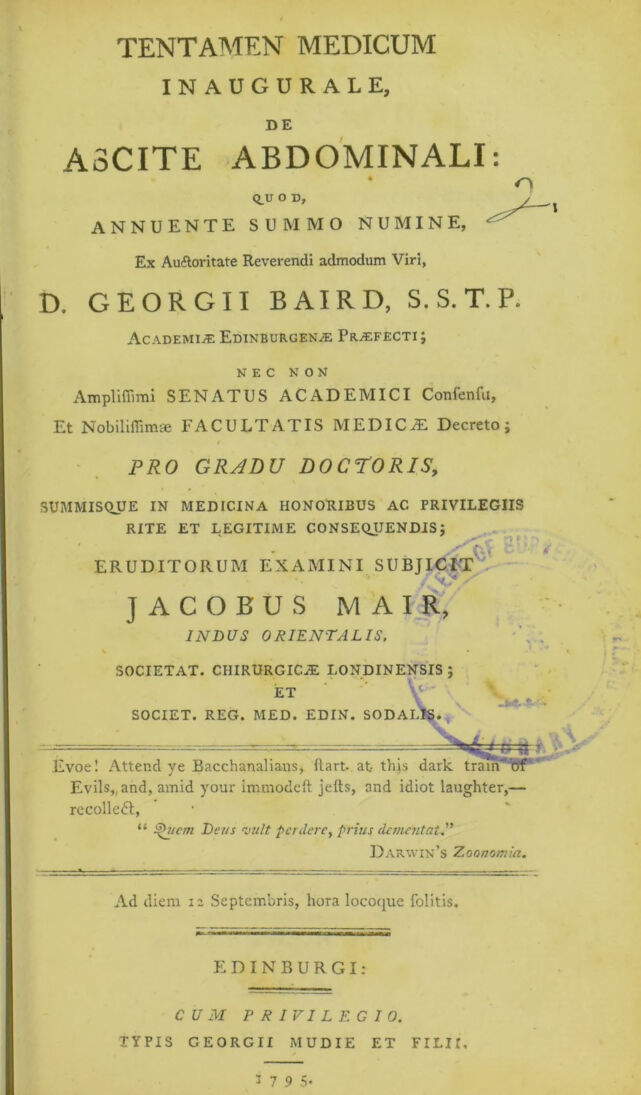 TENTAMEN MEDICUM
INAUGURALE,
DE
ASCITE ABDOMINALI:
QUOD,
ANNUENTE SUMMO NUMINE,
2,
Ex Auctoritate Reverendi admodum Viri,
D. GEORGII BAIRD, S. S. T. P.
ACADEMIÆ EDINBURGENÆ PRÆFECTI;
NEC NON
Ampliſſimi SENATUS ACADEMICI Conſenſu,
Et Nobiliſſimæ FACULTATIS MEDICÆ Decreto;
PRO GRADU DOCTORIS,
SUMMISQUE IN MEDICINA HONORIBUS AC PRIVILEGIIS
RITE ET LEGITIME CONSEQUENDIS;
ERUDITORUM EXAMINI SUBJICIT
JACOBUS MAIR,
INDUS ORIENTALIS,
SOCIETAT. CHIRURGICÆ LONDINENSIS;
ET
SOCIET. REG. MED. EDIN. SODALIS.
LIBRARY
Evoe! Attend ye Bacchanalians, ſtart at this dark train of
Evils, and, amid your immodeſt jeſts, and idiot laughter,—
recollect,
“ Quem Deus vult perdere, prius dementat.”
DARWIN'S Zoonomia.
Ad diem 12 Septembris, hora locoque ſolitis.
EDINBURGI:
CUM PRIVILEGIO.
TYPIS GEORGII MUDIE ET FILII.
1795.